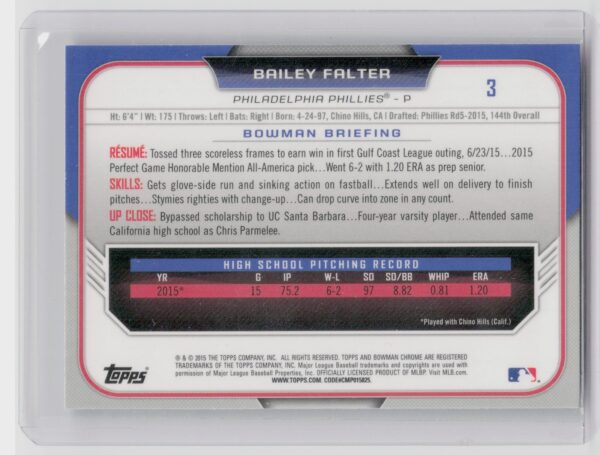 BAILEY FALTER
3
PHILADELPHIA PHILLIES® - P
Ht: 6'4" | Wt: 175 | Throws: Left | Bats: Right | Born: 4-24-97, Chino Hills, CA | Drafted: Phillies Rd5-2015, 144th Overall
BOWMAN BRIEFING
RÉSUMÉ: Tossed three scoreless frames to earn win in first Gulf Coast League outing, 6/23/15...2015
Perfect Game Honorable Mention All-America pick...Went 6-2 with 1.20 ERA as prep senior.
SKILLS: Gets glove-side run and sinking action on fastball...Extends well on delivery to finish
pitches...Stymies righties with change-up...Can drop curve into zone in any count.
UP CLOSE: Bypassed scholarship to UC Santa Barbara...Four-year varsity player...Attended same
California high school as Chris Parmelee.
HIGH SCHOOL PITCHING RECORD
YR G IP W-L SO SO/BB WHIP ERA
2015* 15 75.2 6-2 97 8.82 0.81 1.20
*Played with Chino Hills (Calif.)
® & © 2015 THE TOPPS COMPANY, INC. ALL RIGHTS RESERVED. TOPPS AND BOWMAN CHROME ARE REGISTERED
TRADEMARKS OF THE TOPPS COMPANY, INC. Major League Baseball trademarks and copyrights are used with
permission of Major League Baseball Properties, Inc. OFFICIALLY LICENSED PRODUCT OF MLBP. Visit MLB.com.
WWW.TOPPS.COM. CODE#CMP015825
Topps